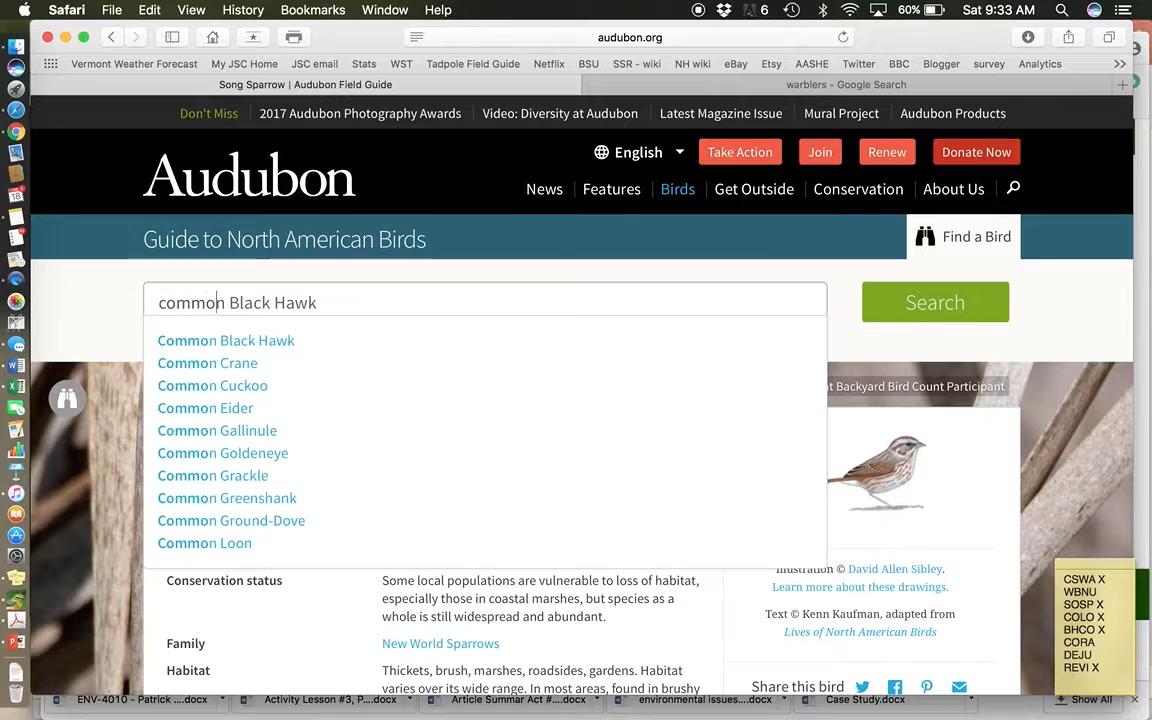 Safari File Edit View History Bookmarks Window Help 6 60% Sat 9:33 AM
audubon.org
Vermont Weather Forecast My JSC Home JSC email Stats WST Tadpole Field Guide Netflix BSU SSR - wiki NH wiki eBay Etsy AASHE Twitter BBC Blogger survey Analytics >>
Song Sparrow | Audubon Field Guide warblers - Google Search
Don't Miss 2017 Audubon Photography Awards Video: Diversity at Audubon Latest Magazine Issue Mural Project Audubon Products
English Take Action Join Renew Donate Now
Audubon
News Features Birds Get Outside Conservation About Us
Guide to North American Birds Find a Bird
common Black Hawk Search
Common Black Hawk
Common Crane
Common Cuckoo
Common Eider
Common Gallinule
Common Goldeneye
Common Grackle
Common Greenshank
Common Ground-Dove
Common Loon
t Backyard Bird Count Participant
Illustration © David Allen Sibley.
Learn more about these drawings.
Text © Kenn Kaufman, adapted from
Lives of North American Birds
Share this bird
Conservation status Some local populations are vulnerable to loss of habitat,
especially those in coastal marshes, but species as a
whole is still widespread and abundant.
Family New World Sparrows
Habitat Thickets, brush, marshes, roadsides, gardens. Habitat
varies over its wide range. In most areas, found in brushy
CSWA X
WBNU
SOSP X
COLO X
BHCO X
CORA
DEJU
REVI X
ENV-4010 - Patrick ....docx Activity Lesson #3, P....docx Article Summar Act #....docx environmental issues....docx Case Study.docx Show All